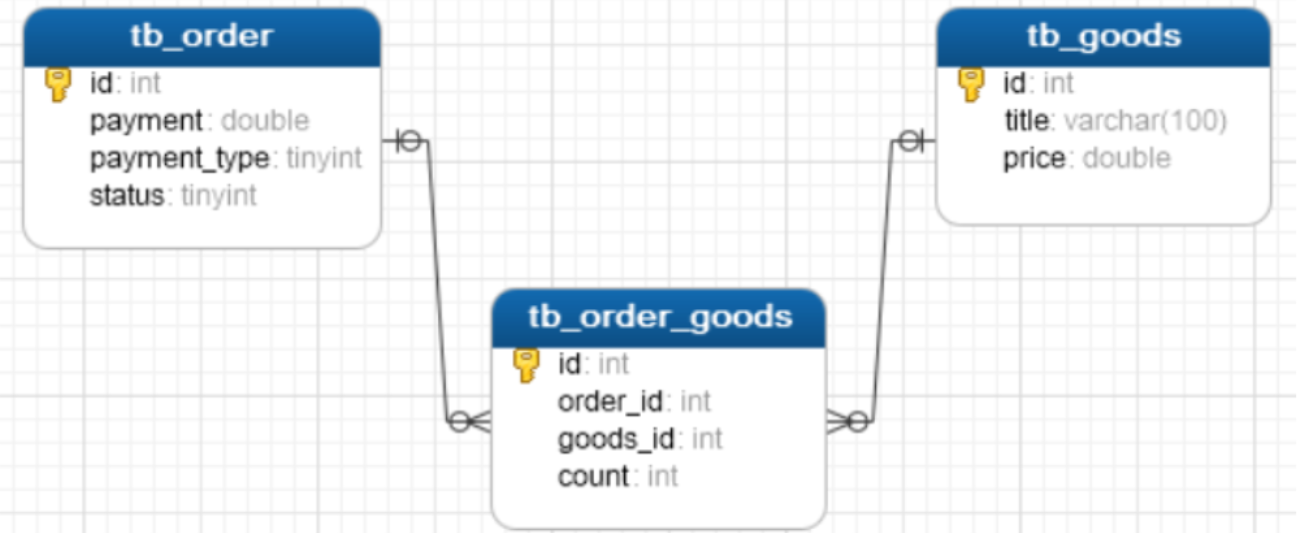 tb_order
id: int
payment: double
payment_type: tinyint
status: tinyint
tb_goods
id: int
title: varchar(100)
price: double
tb_order_goods
id: int
order_id: int
goods_id: int
count: int